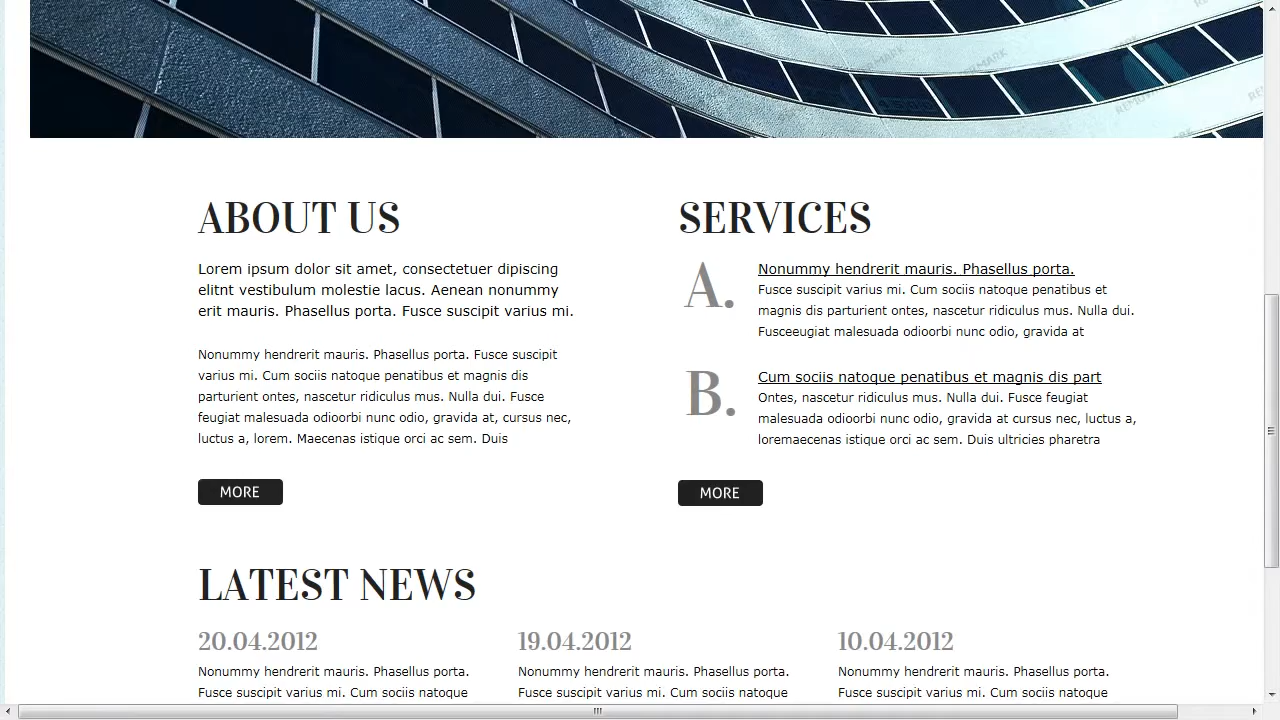 ABOUT US
Lorem ipsum dolor sit amet, consectetuer dipiscing
elitnt vestibulum molestie lacus. Aenean nonummy
erit mauris. Phasellus porta. Fusce suscipit varius mi.
Nonummy hendrerit mauris. Phasellus porta. Fusce suscipit
varius mi. Cum sociis natoque penatibus et magnis dis
parturient ontes, nascetur ridiculus mus. Nulla dui. Fusce
feugiat malesuada odioorbi nunc odio, gravida at, cursus nec,
luctus a, lorem. Maecenas istique orci ac sem. Duis
MORE
SERVICES
A.
Nonummy hendrerit mauris. Phasellus porta.
Fusce suscipit varius mi. Cum sociis natoque penatibus et
magnis dis parturient ontes, nascetur ridiculus mus. Nulla dui.
Fusceeugiat malesuada odioorbi nunc odio, gravida at
B.
Cum sociis natoque penatibus et magnis dis part
Ontes, nascetur ridiculus mus. Nulla dui. Fusce feugiat
malesuada odioorbi nunc odio, gravida at cursus nec, luctus a,
loremaecenas istique orci ac sem. Duis ultricies pharetra
MORE
LATEST NEWS
20.04.2012
Nonummy hendrerit mauris. Phasellus porta.
Fusce suscipit varius mi. Cum sociis natoque
19.04.2012
Nonummy hendrerit mauris. Phasellus porta.
Fusce suscipit varius mi. Cum sociis natoque
10.04.2012
Nonummy hendrerit mauris. Phasellus porta.
Fusce suscipit varius mi. Cum sociis natoque